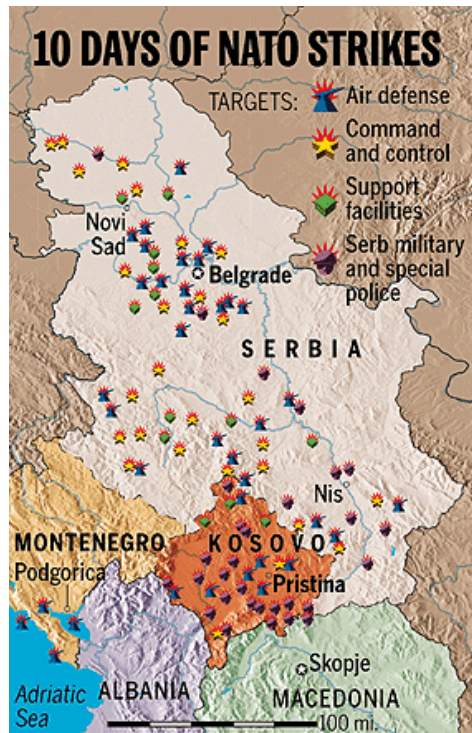 10 DAYS OF NATO STRIKES
TARGETS:
Air defense
Command
and control
Support
facilities
Serb military
and special
police
Novi
Sad
Belgrade
SERBIA
Nis
MONTENEGRO
KOSOVO
Podgorica
Pristina
Skopje
Adriatic
Sea
ALBANIA
MACEDONIA
100 mi.